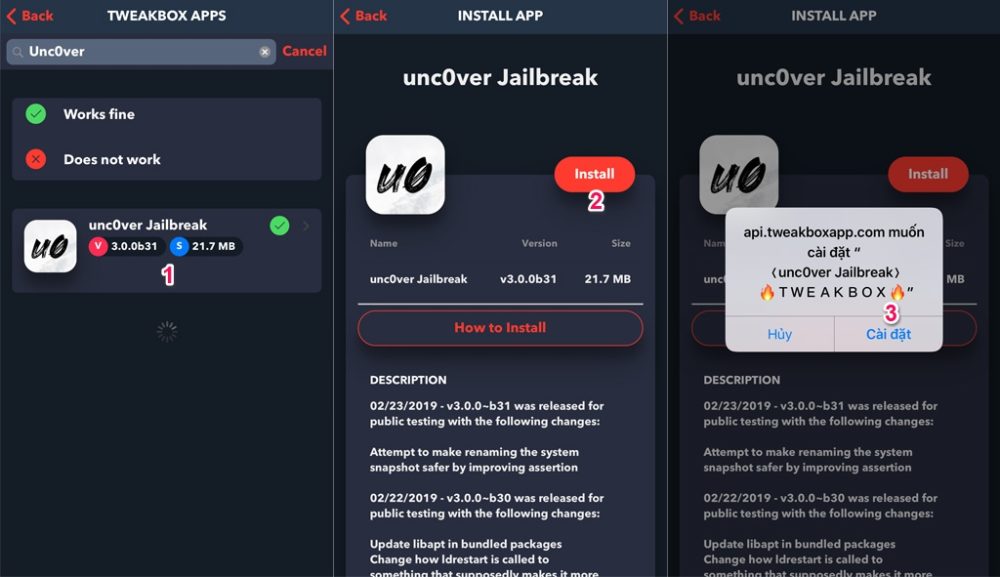 Back
TWEAKBOX APPS
Unc0ver
Cancel
Works fine
Does not work
u0
unc0ver Jailbreak
V 3.0.0b31 S 21.7 MB
1
Back
INSTALL APP
unc0ver Jailbreak
u0
Install
2
Name Version Size
unc0ver Jailbreak v3.0.0b31 21.7 MB
How to Install
DESCRIPTION
02/23/2019 - v3.0.0~b31 was released for
public testing with the following changes:
Attempt to make renaming the system
snapshot safer by improving assertion
02/22/2019 - v3.0.0~b30 was released for
public testing with the following changes:
Update libapt in bundled packages
Change how ldrestart is called to
something that supposedly makes it more
Back
INSTALL APP
unc0ver Jailbreak
u0
Install
Size
MB
api.tweakboxapp.com muốn
cài đặt “
(unc0ver Jailbreak)
🔥T W E A K B O X🔥”
3
Hủy
Cài đặt
DESCRIPTION
02/23/2019 - v3.0.0~b31 was released for
public testing with the following changes:
Attempt to make renaming the system
snapshot safer by improving assertion
02/22/2019 - v3.0.0~b30 was released for
public testing with the following changes:
Update libapt in bundled packages
Change how ldrestart is called to
something that supposedly makes it more